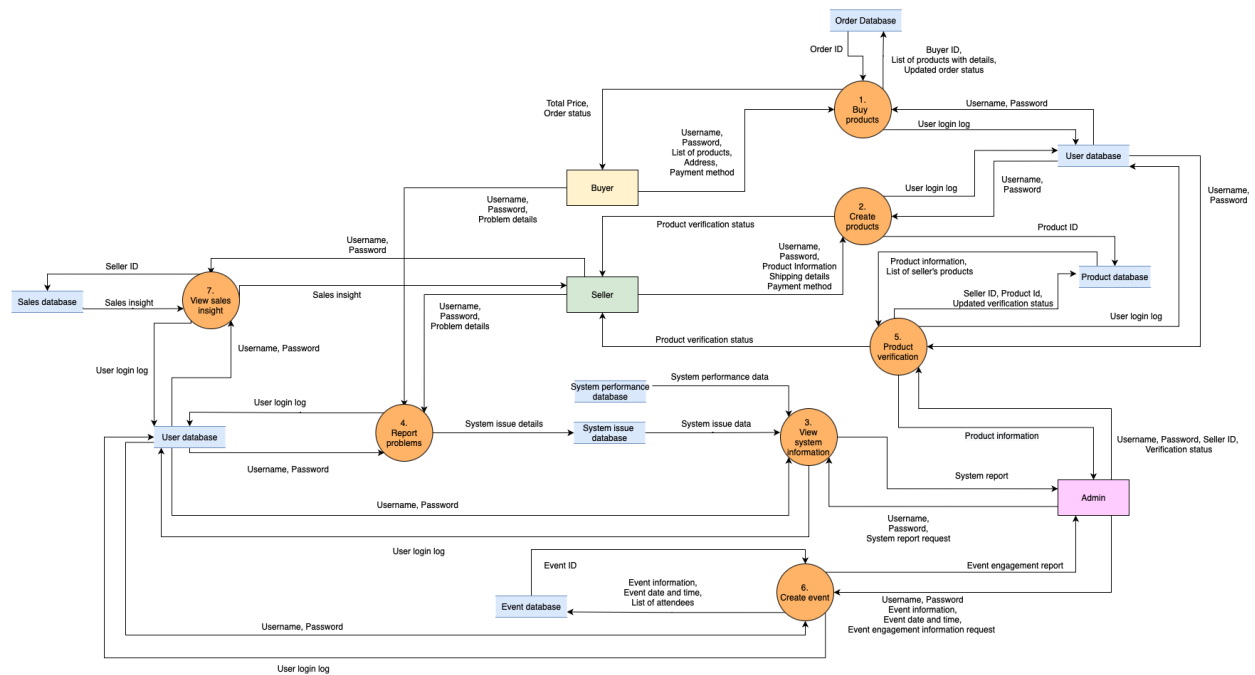 Order Database
Order ID
Buyer ID,
List of products with details,
Updated order status
Total Price,
Order status
1.
Buy
products
Username, Password
User login log
Username,
Password,
List of products,
Address,
Payment method
User database
Buyer
User login log
Username,
Password
Username,
Password
Username,
Password,
Problem details
2.
Create
products
Product verification status
Product ID
Username,
Password
Username,
Password,
Product Information
Shipping details
Payment method
Product information,
List of seller's products
Seller ID
7.
View sales
insight
Product database
Sales database
Sales insight
Sales insight
Seller
Seller ID, Product Id,
Updated verification status
User login log
Username,
Password,
Problem details
Username, Password
Product verification status
5.
Product
verification
User login log
System performance data
System performance
database
User login log
4.
Report
problems
System issue details
System issue
database
System issue data
3.
View
system
information
Product information
Username, Password, Seller ID,
Verification status
User database
Username, Password
System report
Admin
Username, Password
Username,
Password,
System report request
User login log
Event ID
Event engagement report
Event information,
Event date and time,
List of attendees
6.
Create event
Event database
Username, Password
Event information,
Event date and time,
Event engagement information request
Username, Password
User login log